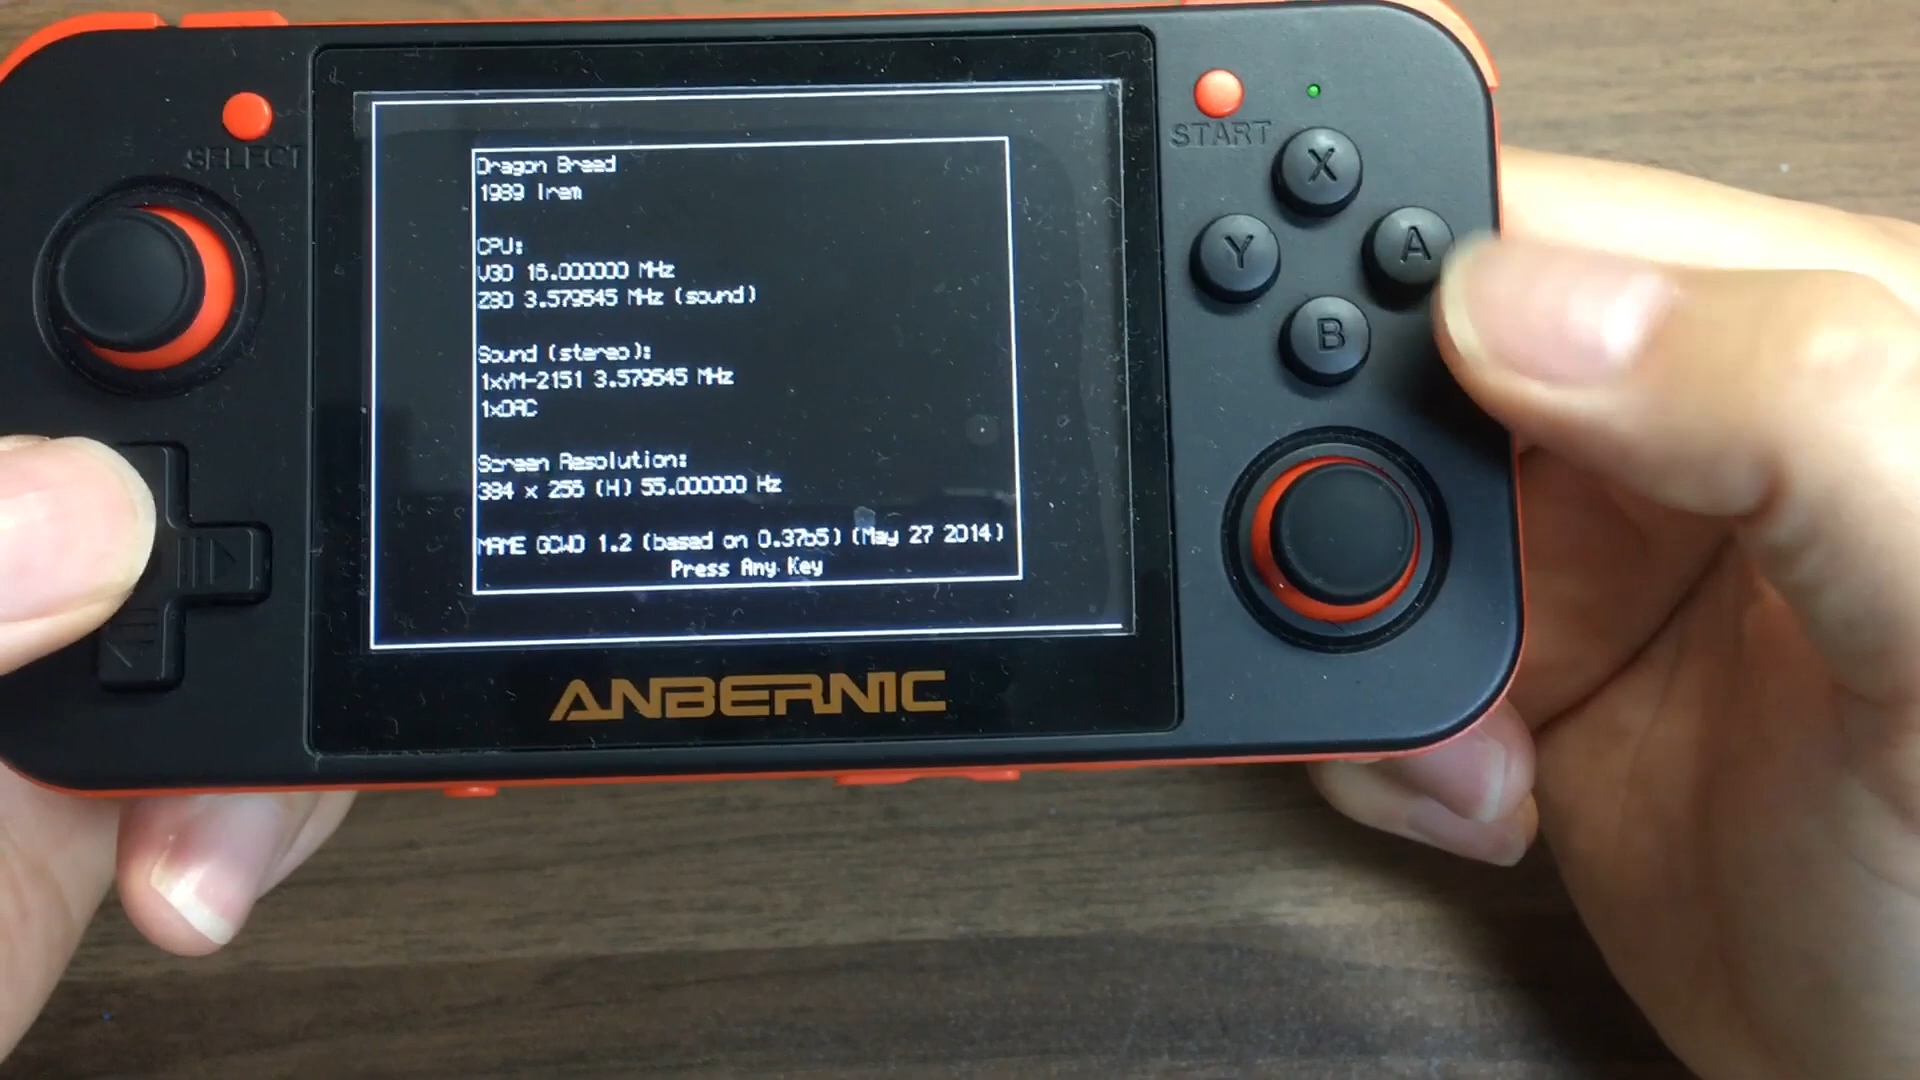 SELECT
START
X
Y
A
B
Dragon Breed
1989 Irem
CPU:
V30 16.000000 MHz
Z80 3.579545 MHz (sound)
Sound (stereo):
1xYM-2151 3.579545 MHz
1xDAC
Screen Resolution:
384 x 256 (H) 55.000000 Hz
MAME GCW0 1.2 (based on 0.37b5) (May 27 2014)
Press Any Key
ANBERNIC